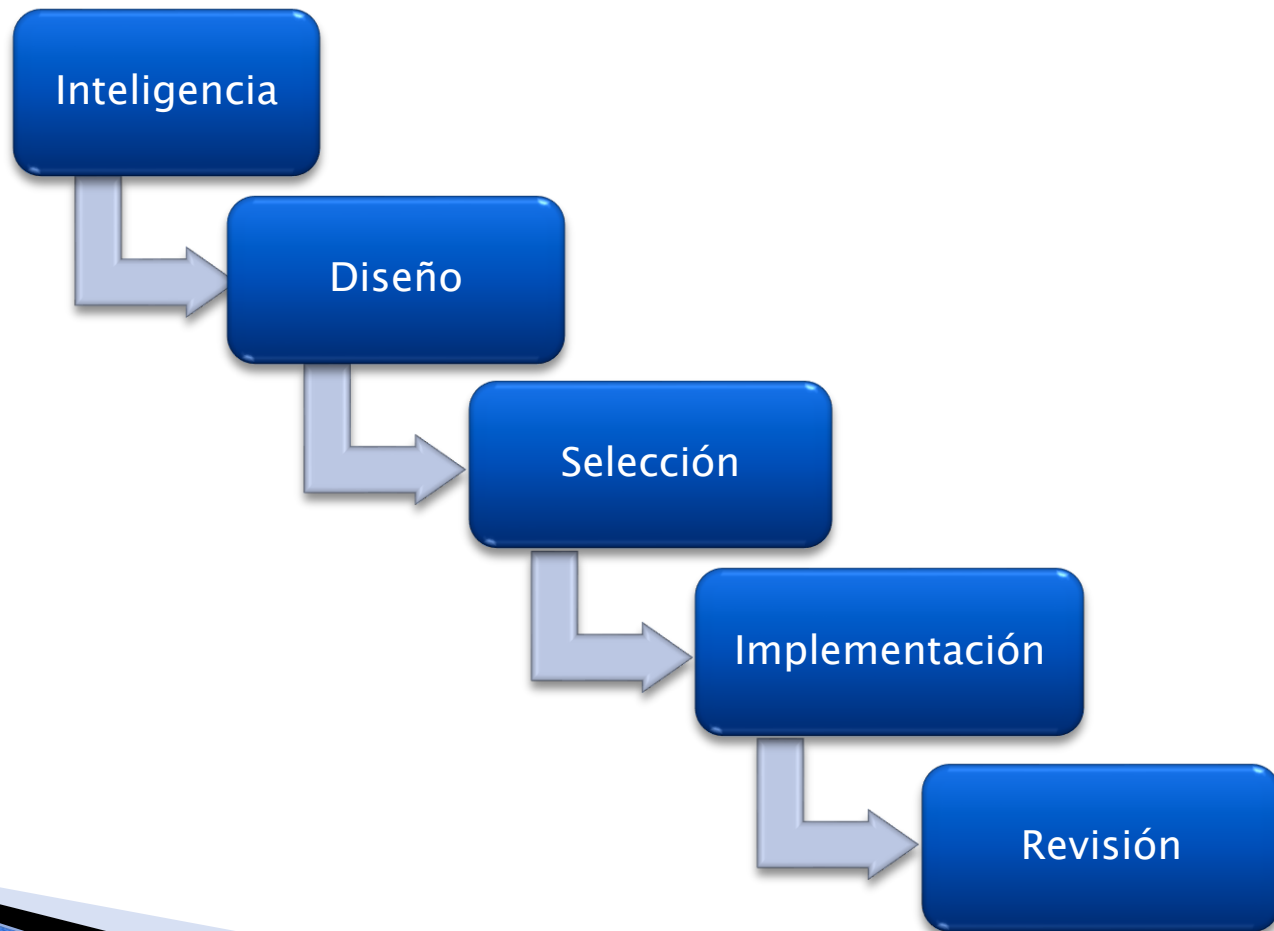 Inteligencia
Diseño
Selección
Implementación
Revisión